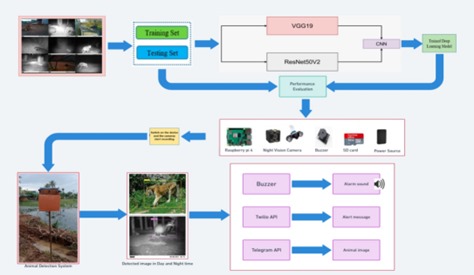 Training Set
Testing Set
VGG19
ResNet50V2
CNN
Trained Deep
Learning Model
Performance
Evaluation
Raspberry pi 4
Night Vision Camera
Buzzer
SD card
Power Source
Switch on the device
and the camera
start recording
Animal Detection System
Detected image in Day and Night time
Buzzer
Alarm sound
Twilio API
Alert message
Telegram API
Animal image